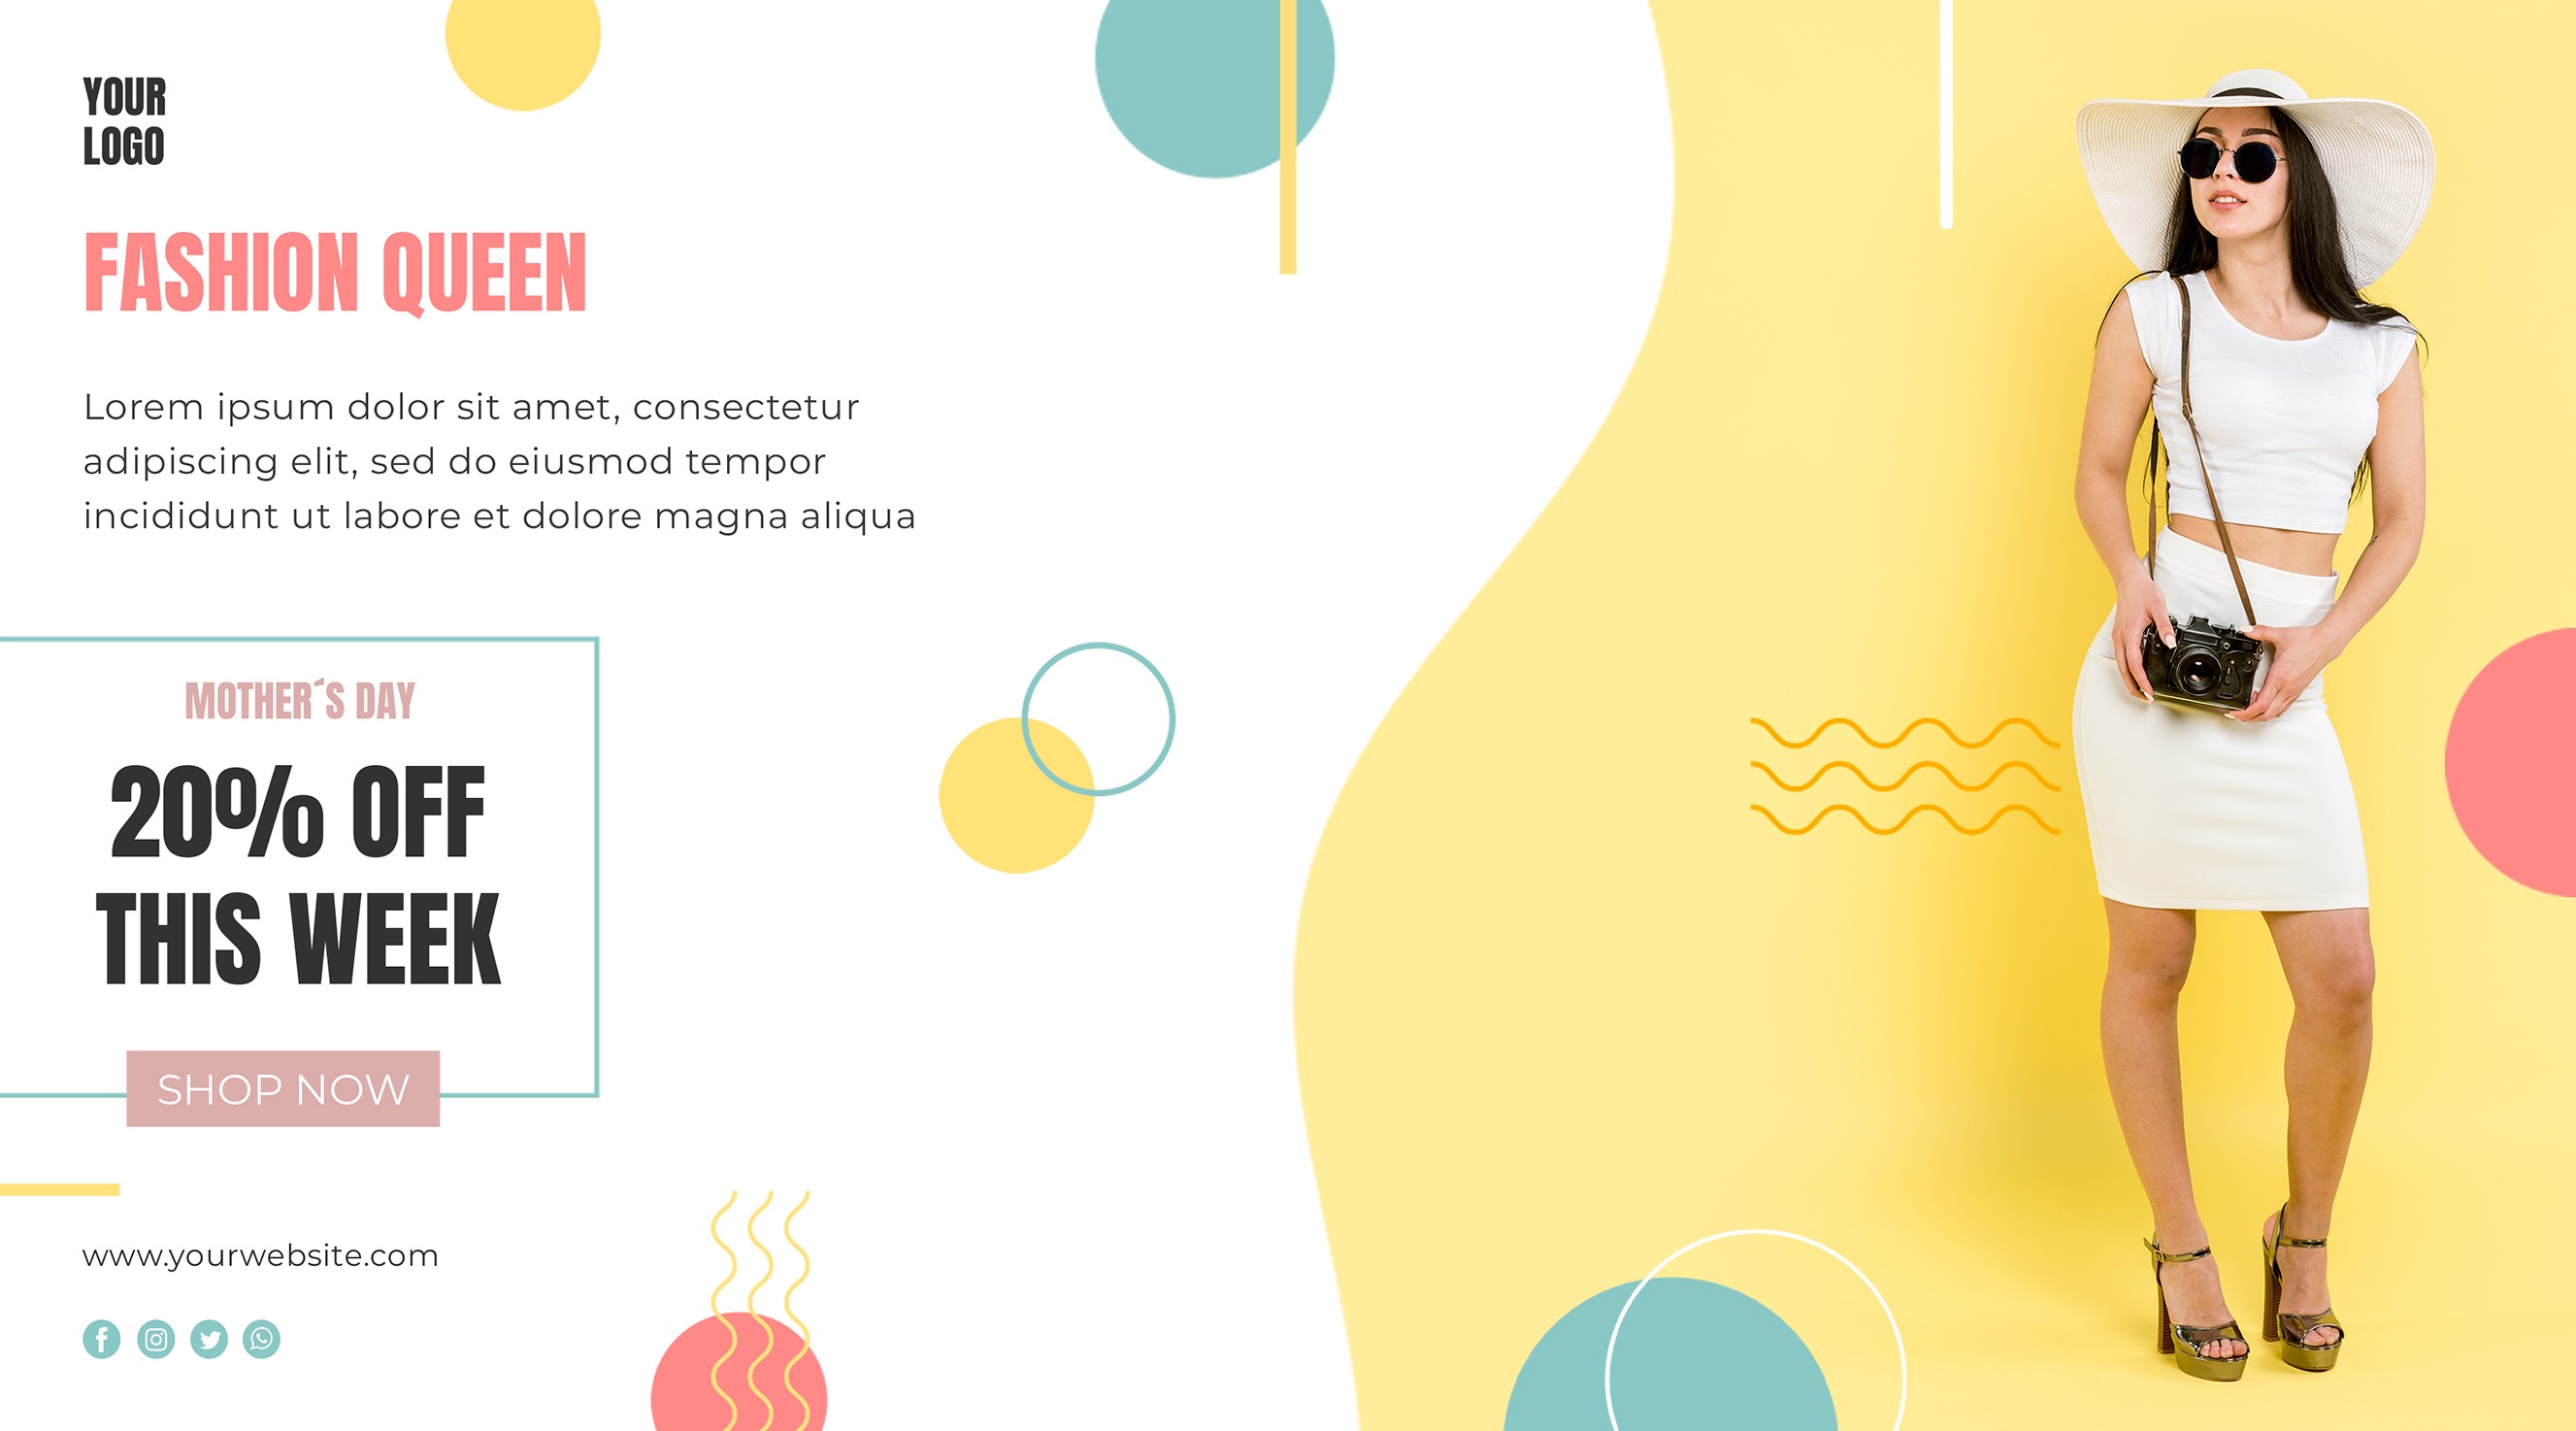 YOUR
LOGO
FASHION QUEEN
Lorem ipsum dolor sit amet, consectetur
adipiscing elit, sed do eiusmod tempor
incididunt ut labore et dolore magna aliqua
MOTHER´S DAY
20% OFF
THIS WEEK
SHOP NOW
www.yourwebsite.com